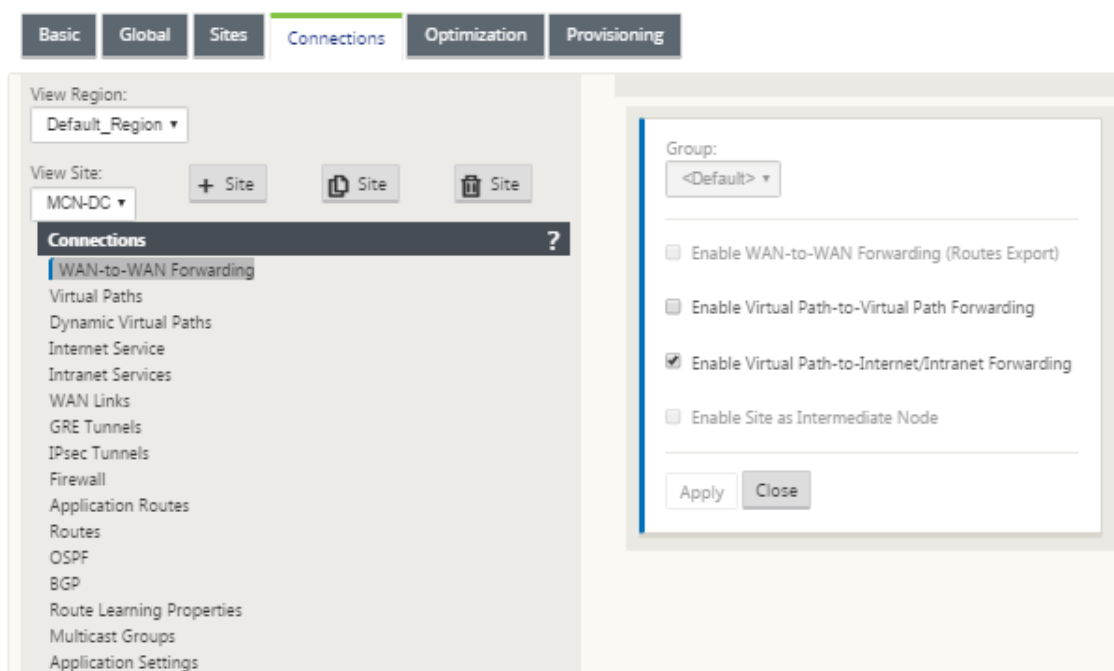 Basic Global Sites Connections Optimization Provisioning
View Region:
Default_Region
View Site:
MCN-DC
+ Site Site Site
Connections ?
WAN-to-WAN Forwarding
Virtual Paths
Dynamic Virtual Paths
Internet Service
Intranet Services
WAN Links
GRE Tunnels
IPsec Tunnels
Firewall
Application Routes
Routes
OSPF
BGP
Route Learning Properties
Multicast Groups
Application Settings
Group:
<Default>
Enable WAN-to-WAN Forwarding (Routes Export)
Enable Virtual Path-to-Virtual Path Forwarding
Enable Virtual Path-to-Internet/Intranet Forwarding
Enable Site as Intermediate Node
Apply Close